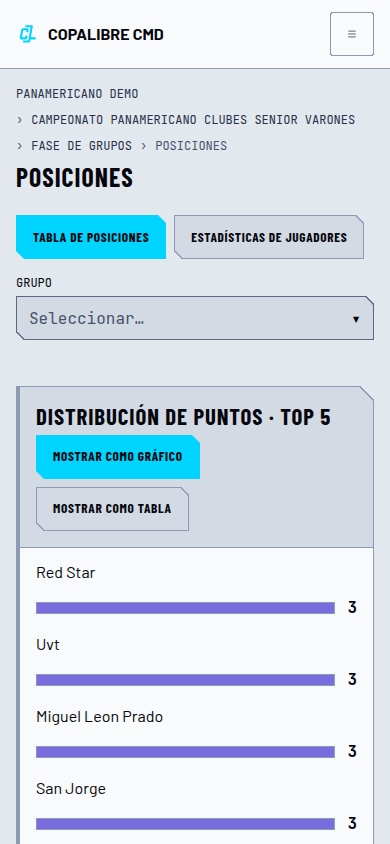 COPALIBRE CMD
PANAMERICANO DEMO
› CAMPEONATO PANAMERICANO CLUBES SENIOR VARONES
› FASE DE GRUPOS › POSICIONES
POSICIONES
TABLA DE POSICIONES
ESTADÍSTICAS DE JUGADORES
GRUPO
Seleccionar…
DISTRIBUCIÓN DE PUNTOS · TOP 5
MOSTRAR COMO GRÁFICO
MOSTRAR COMO TABLA
Red Star
3
Uvt
3
Miguel Leon Prado
3
San Jorge
3